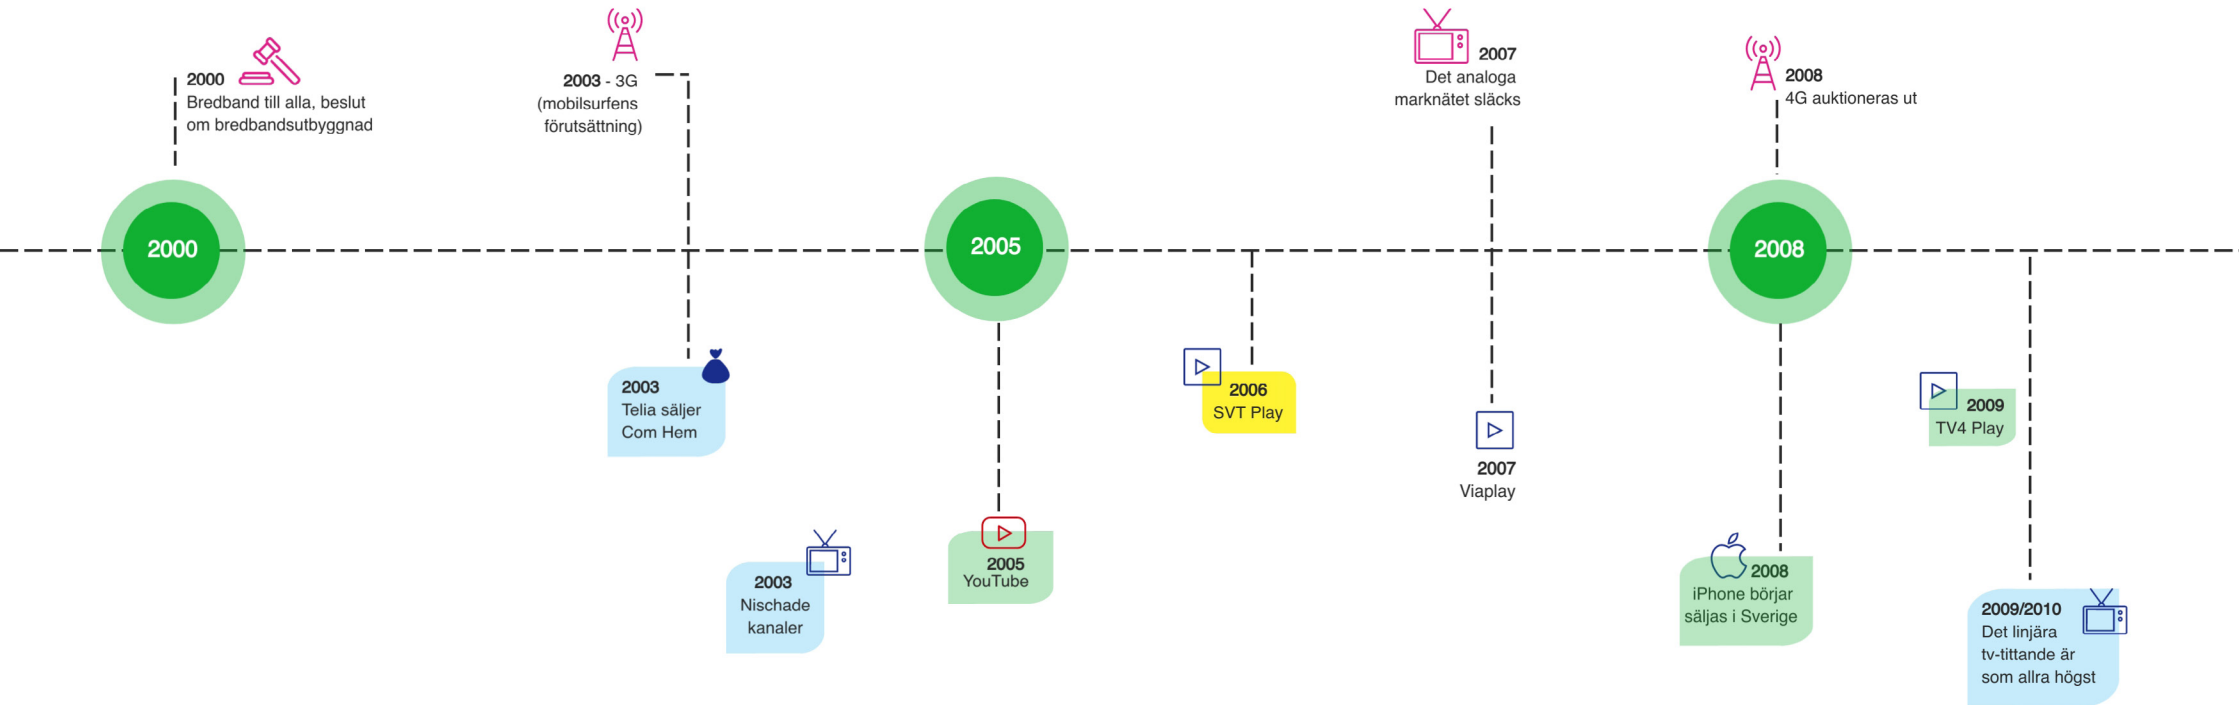 2000
Bredband till alla, beslut
om bredbandsutbyggnad
2003 - 3G
(mobilsurfens
förutsättning)
2007
Det analoga
marknätet släcks
2008
4G auktioneras ut
2000
2005
2008
2003
Telia säljer
Com Hem
2003
Nischade
kanaler
2005
YouTube
2006
SVT Play
2007
Viaplay
2008
iPhone börjar
säljas i Sverige
2009
TV4 Play
2009/2010
Det linjära
tv-tittande är
som allra högst